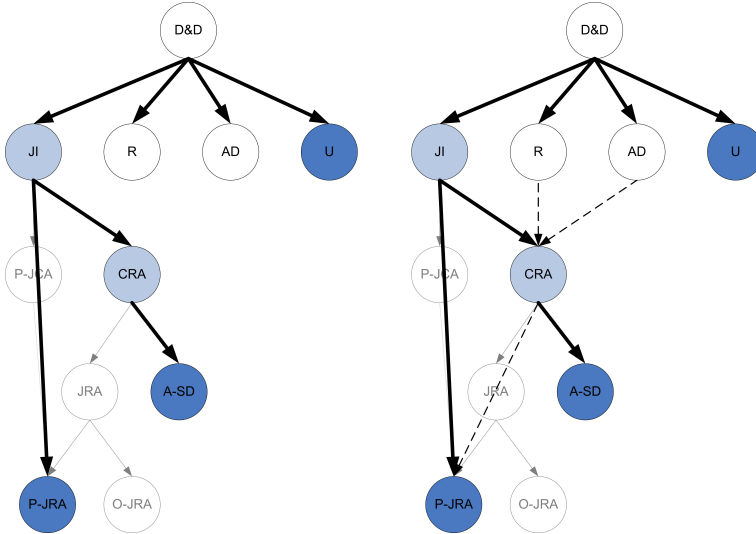 D&D
JI
R
AD
U
P-JCA
CRA
JRA
A-SD
P-JRA
O-JRA
D&D
JI
R
AD
U
P-JCA
CRA
JRA
A-SD
P-JRA
O-JRA